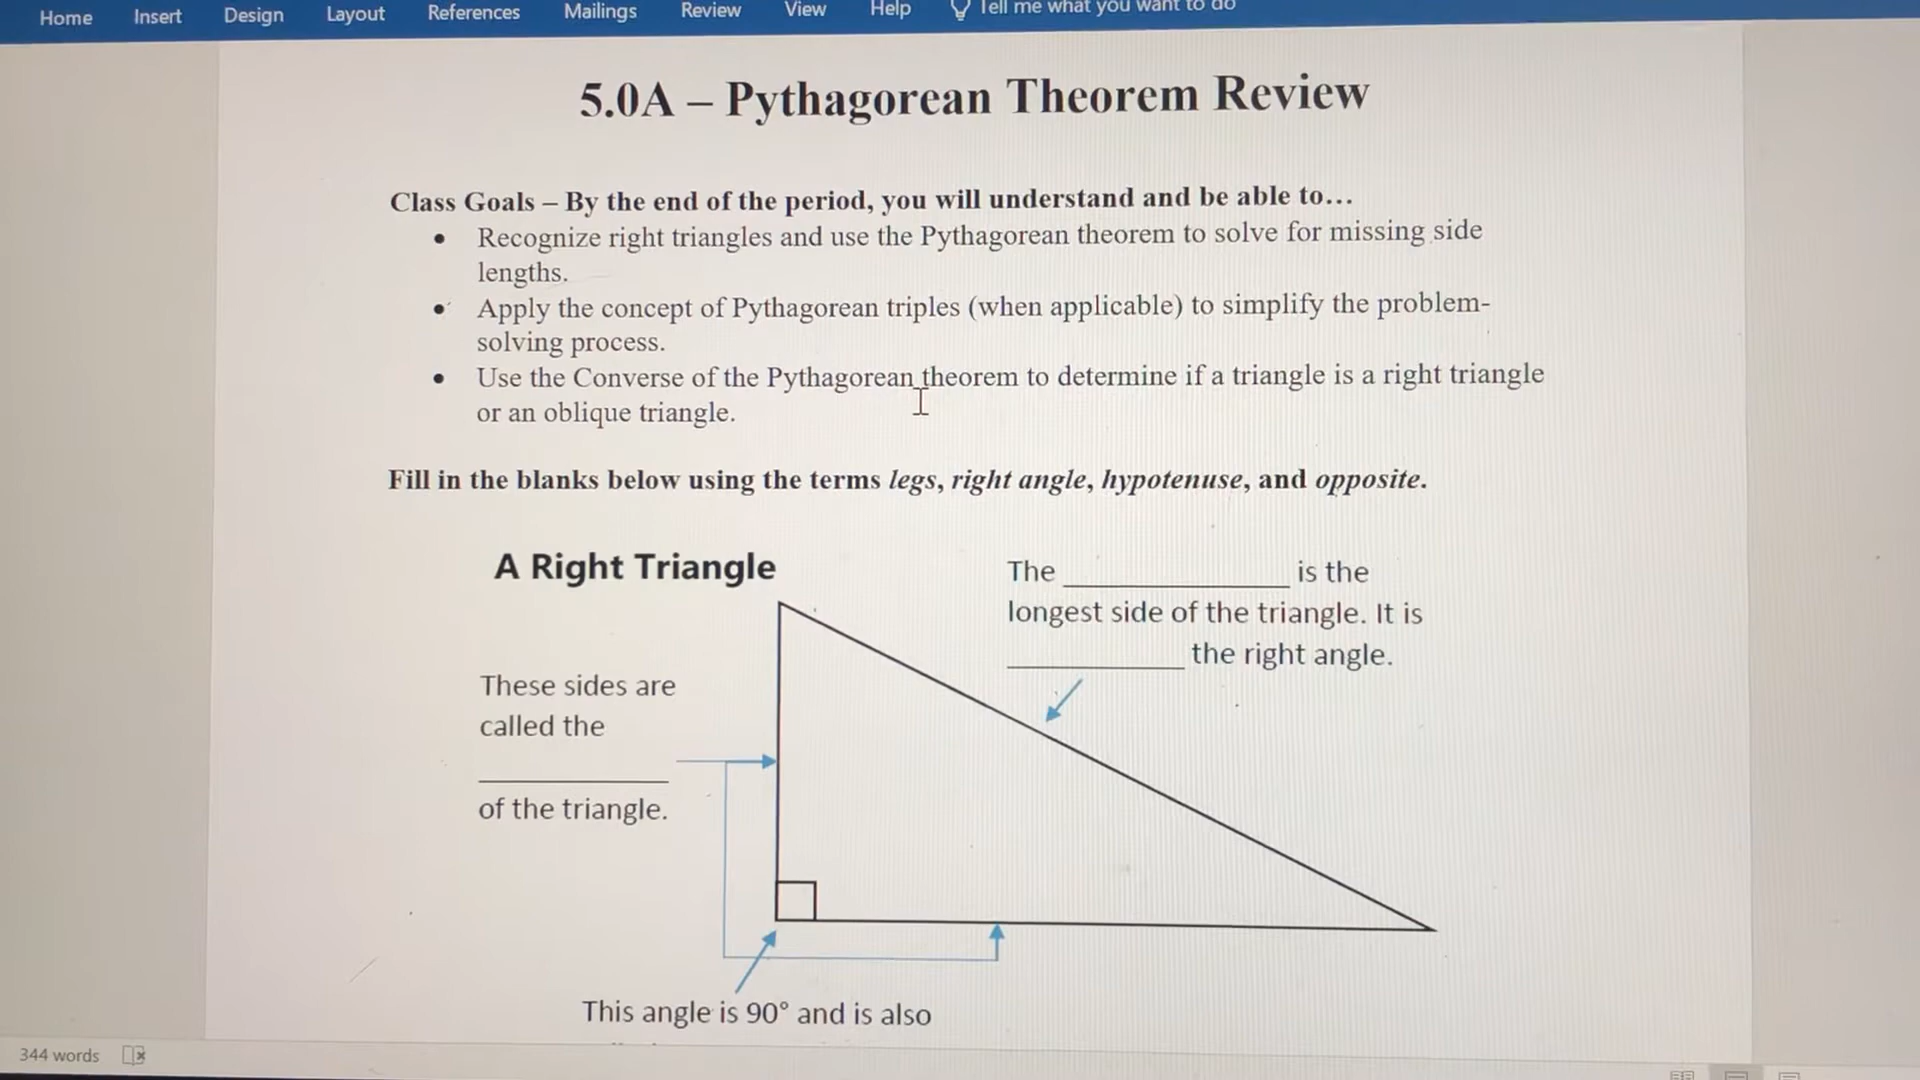 Home Insert Design Layout References Mailings Review View Help Tell me what you want to do
5.0A – Pythagorean Theorem Review
Class Goals – By the end of the period, you will understand and be able to…
• Recognize right triangles and use the Pythagorean theorem to solve for missing side
lengths.
• Apply the concept of Pythagorean triples (when applicable) to simplify the problem-
solving process.
• Use the Converse of the Pythagorean theorem to determine if a triangle is a right triangle
or an oblique triangle.
Fill in the blanks below using the terms legs, right angle, hypotenuse, and opposite.
A Right Triangle
The _______________ is the
longest side of the triangle. It is
____________ the right angle.
These sides are
called the
_____________
of the triangle.
This angle is 90° and is also
344 words